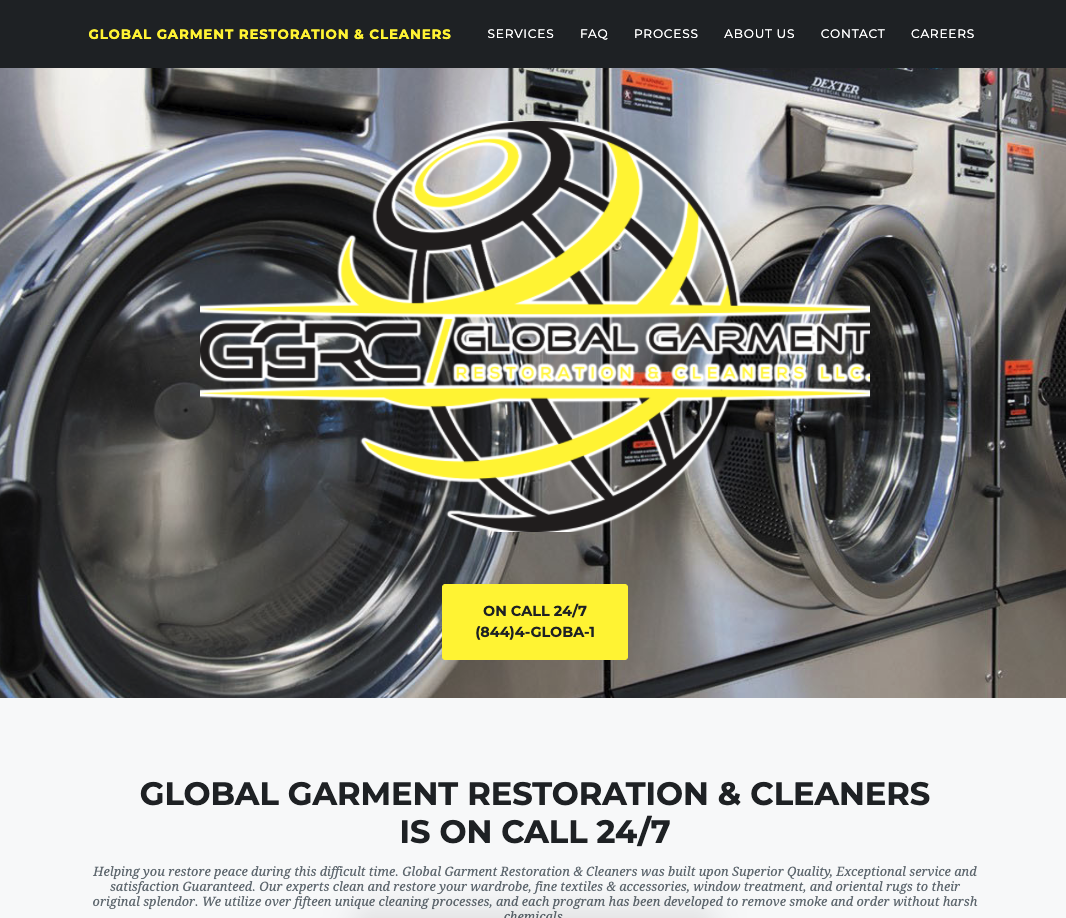 GLOBAL GARMENT RESTORATION & CLEANERS
SERVICES FAQ PROCESS ABOUT US CONTACT CAREERS
DEXTER
WARNING
GGRC
GLOBAL GARMENT
RESTORATION & CLEANERS LLC.
ON CALL 24/7
(844)4-GLOBA-1
GLOBAL GARMENT RESTORATION & CLEANERS
IS ON CALL 24/7
Helping you restore peace during this difficult time. Global Garment Restoration & Cleaners was built upon Superior Quality, Exceptional service and
satisfaction Guaranteed. Our experts clean and restore your wardrobe, fine textiles & accessories, window treatment, and oriental rugs to their
original splendor. We utilize over fifteen unique cleaning processes, and each program has been developed to remove smoke and order without harsh
chemicals.